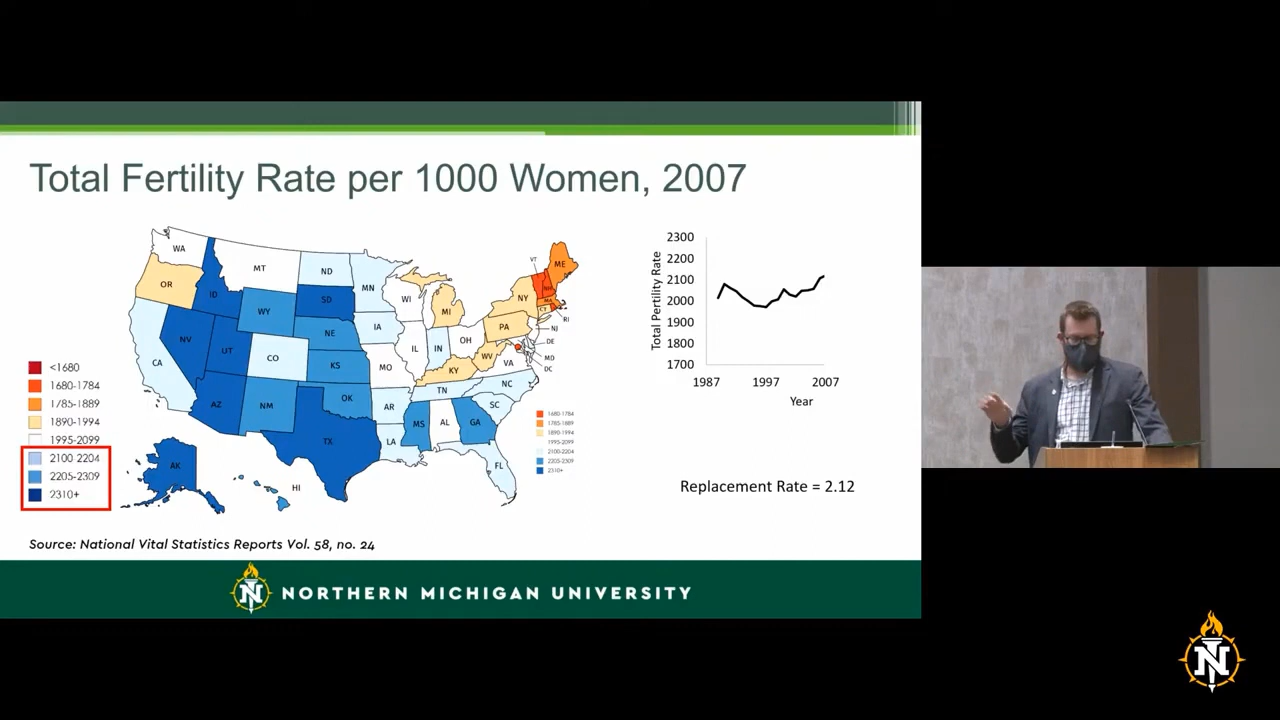 Total Fertility Rate per 1000 Women, 2007
WA
MT
ND
MN
OR
ID
SD
WI
WY
MI
NE
IA
NV
UT
CO
IL
IN
OH
PA
NY
VT
ME
NH
MA
CT
RI
NJ
DE
MD
DC
CA
KS
MO
KY
WV
VA
AZ
NM
OK
AR
TN
NC
SC
TX
LA
MS
AL
GA
FL
AK
HI
<1680
1680-1784
1785-1889
1890-1994
1995-2099
2100 2204
2205-2309
2310+
1680-1784
1785-1889
1890-1994
1995-2099
2100-2204
2205-2309
2310+
Total Fertility Rate
2300
2200
2100
2000
1900
1800
1700
1987
1997
2007
Year
Replacement Rate = 2.12
Source: National Vital Statistics Reports Vol. 58, no. 24
N
NORTHERN MICHIGAN UNIVERSITY
N